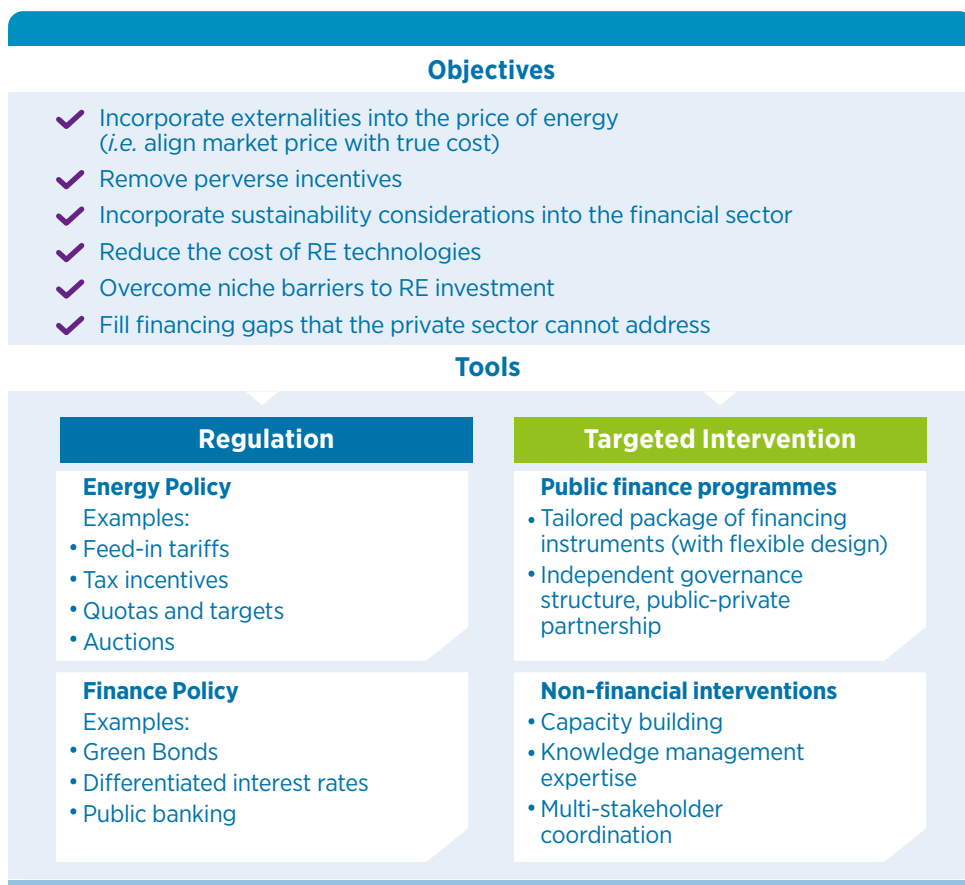 Objectives
Incorporate externalities into the price of energy
(i.e. align market price with true cost)
Remove perverse incentives
Incorporate sustainability considerations into the financial sector
Reduce the cost of RE technologies
Overcome niche barriers to RE investment
Fill financing gaps that the private sector cannot address
Tools
Regulation
Energy Policy
Examples:
• Feed-in tariffs
• Tax incentives
• Quotas and targets
• Auctions
Finance Policy
Examples:
• Green Bonds
• Differentiated interest rates
• Public banking
Targeted Intervention
Public finance programmes
• Tailored package of financing
instruments (with flexible design)
• Independent governance
structure, public-private
partnership
Non-financial interventions
• Capacity building
• Knowledge management
expertise
• Multi-stakeholder
coordination